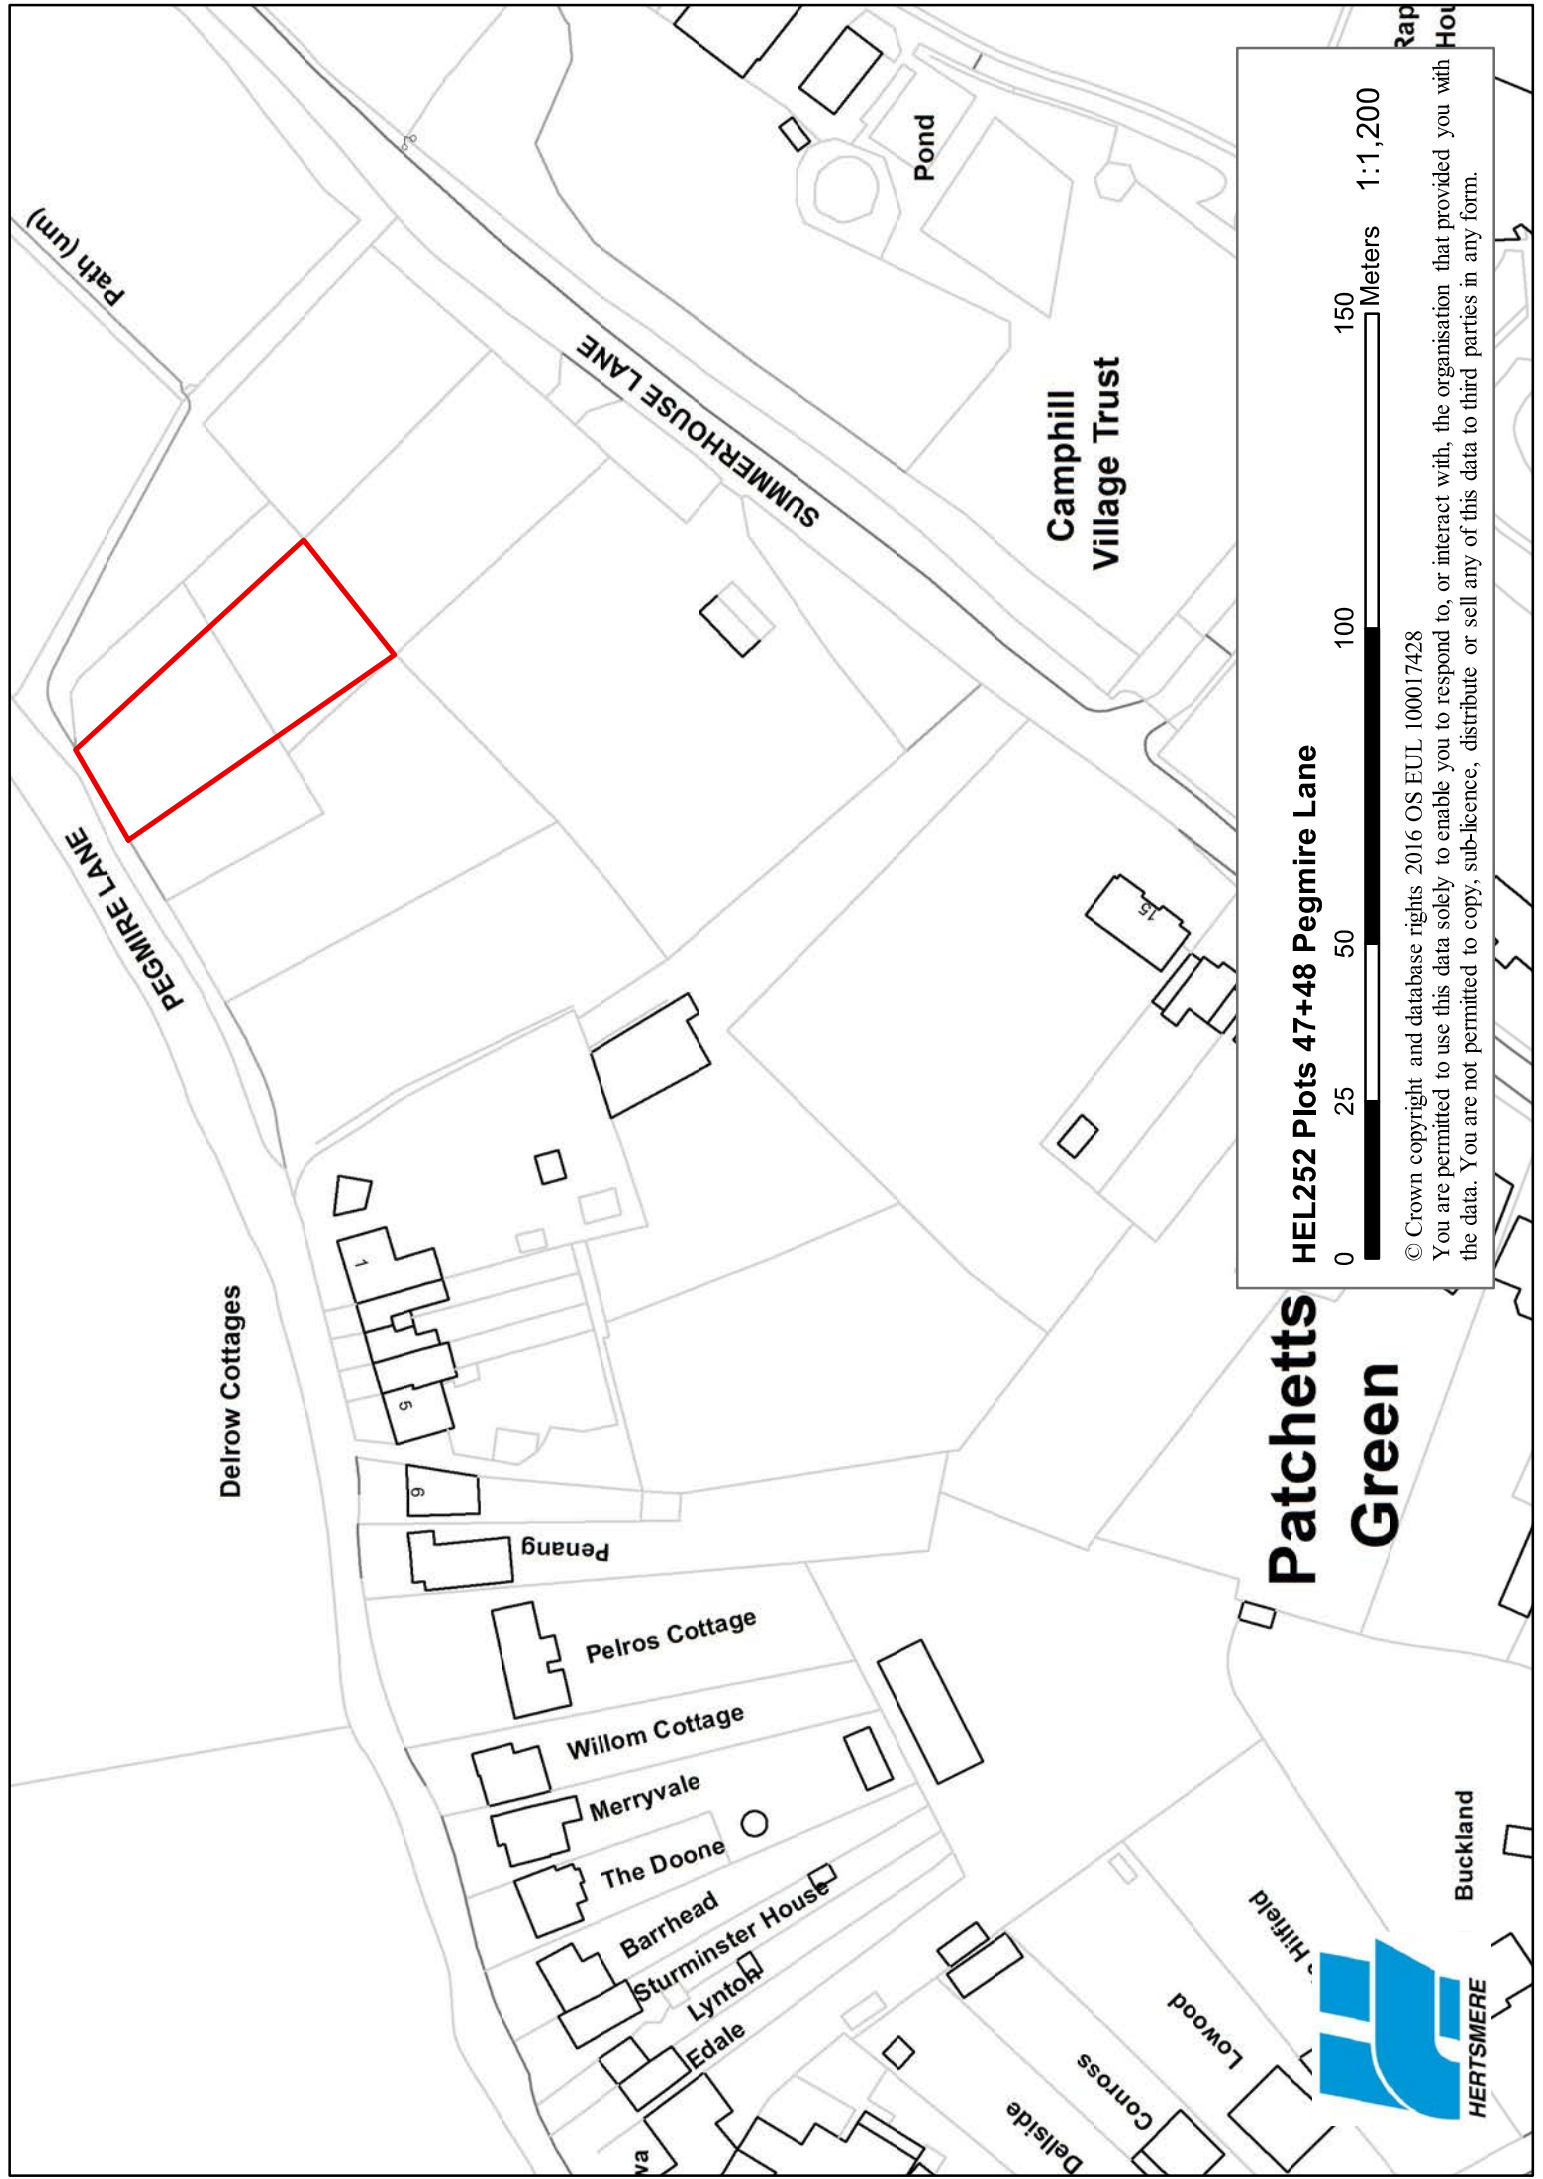 Path (um)
PEGMIRE LANE
SUMMERHOUSE LANE
Pond
Camphill
Village Trust
Delrow Cottages
1
5
6
Penang
Pelros Cottage
Willom Cottage
Merryvale
The Doone
Barrhead
Sturminster House
Lynton
Edale
Dellside
Conross
Lowood
Hilfield
Buckland
15
Patchetts
Green
Rap
Hou
HEL252 Plots 47+48 Pegmire Lane
0 25 50 100 150
Meters 1:1,200
© Crown copyright and database rights 2016 OS EUL 100017428
You are permitted to use this data solely to enable you to respond to, or interact with, the organisation that provided you with
the data. You are not permitted to copy, sub-licence, distribute or sell any of this data to third parties in any form.
HERTSMERE